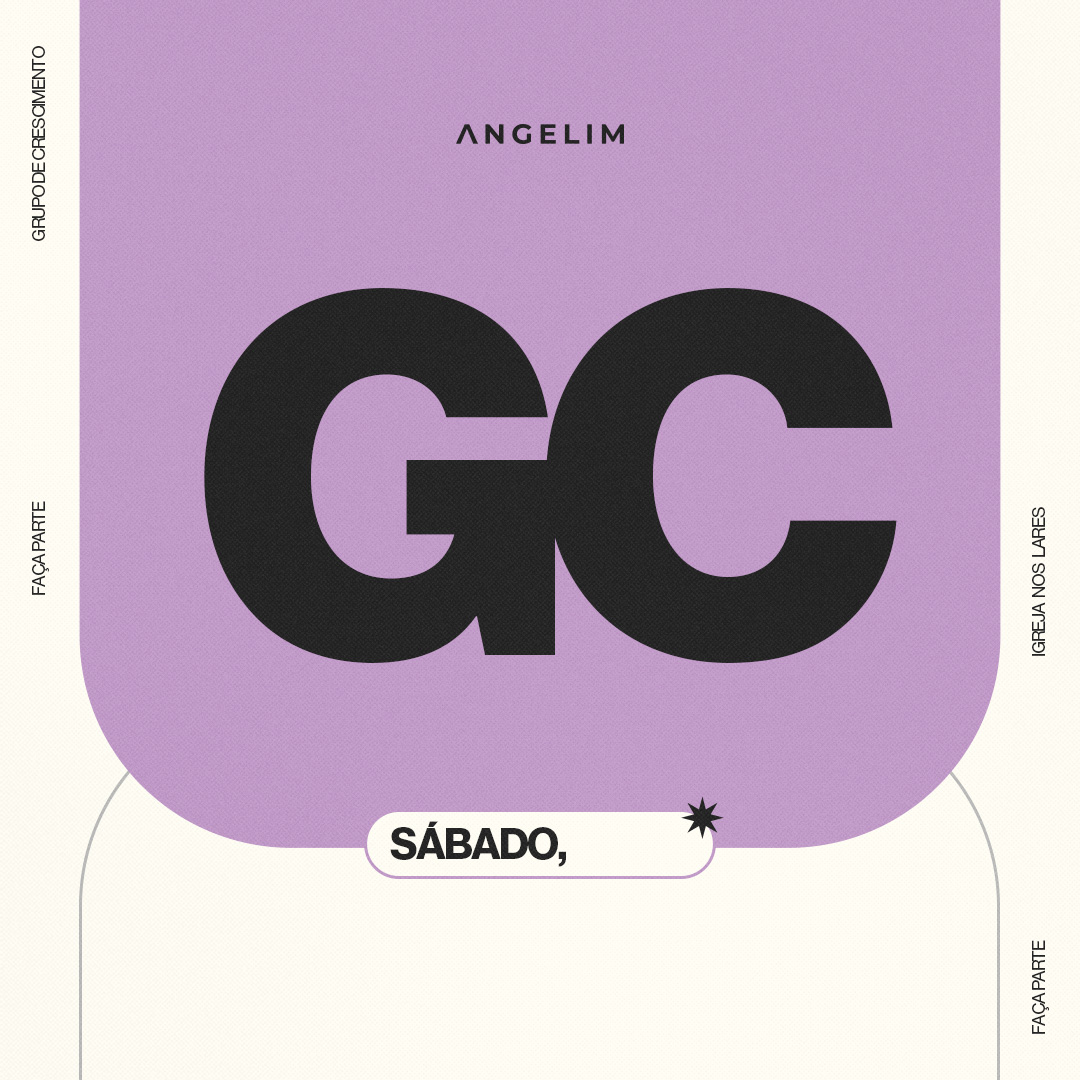 GRUPO DE CRESCIMENTO
ANGELIM
GC
FAÇA PARTE
IGREJA NOS LARES
SÁBADO,
FAÇA PARTE